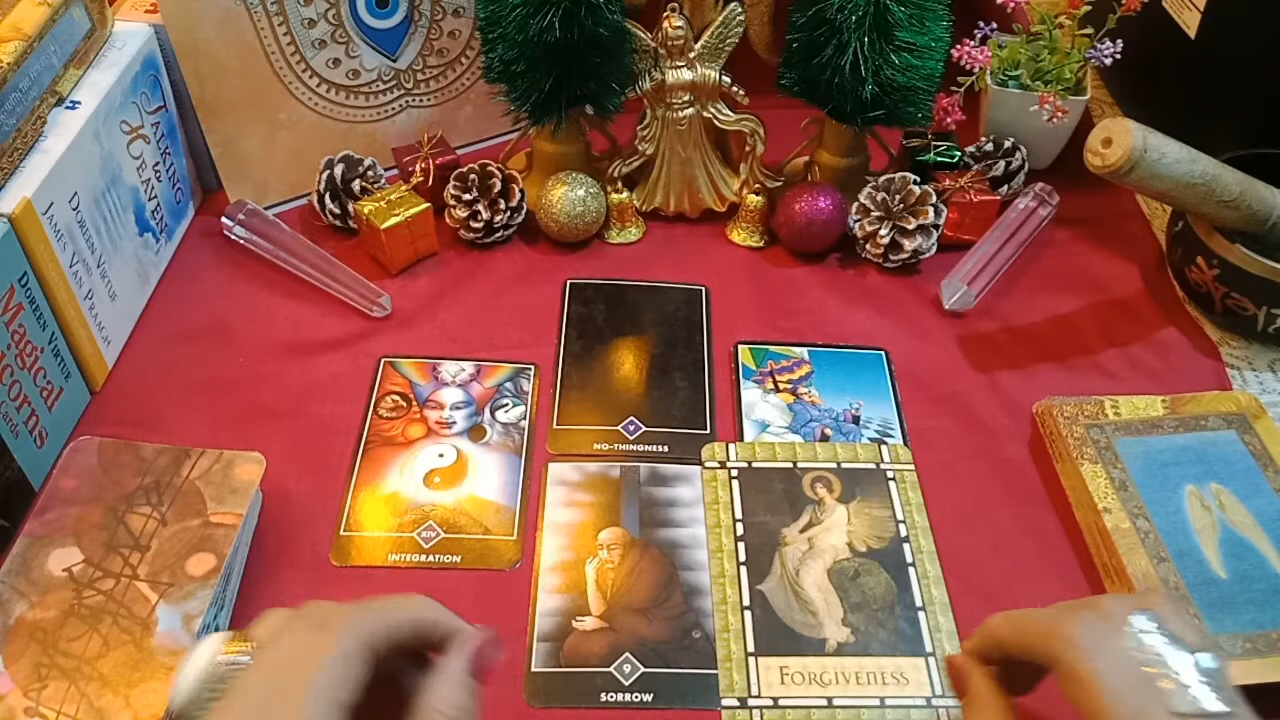 TALKING
to
HEAVEN
DOREEN VIRTUE
AND
JAMES VAN PRAAGH
DOREEN VIRTUE
Magical
Cards
V
NO-THINGNESS
XIV
INTEGRATION
9
SORROW
FORGIVENESS